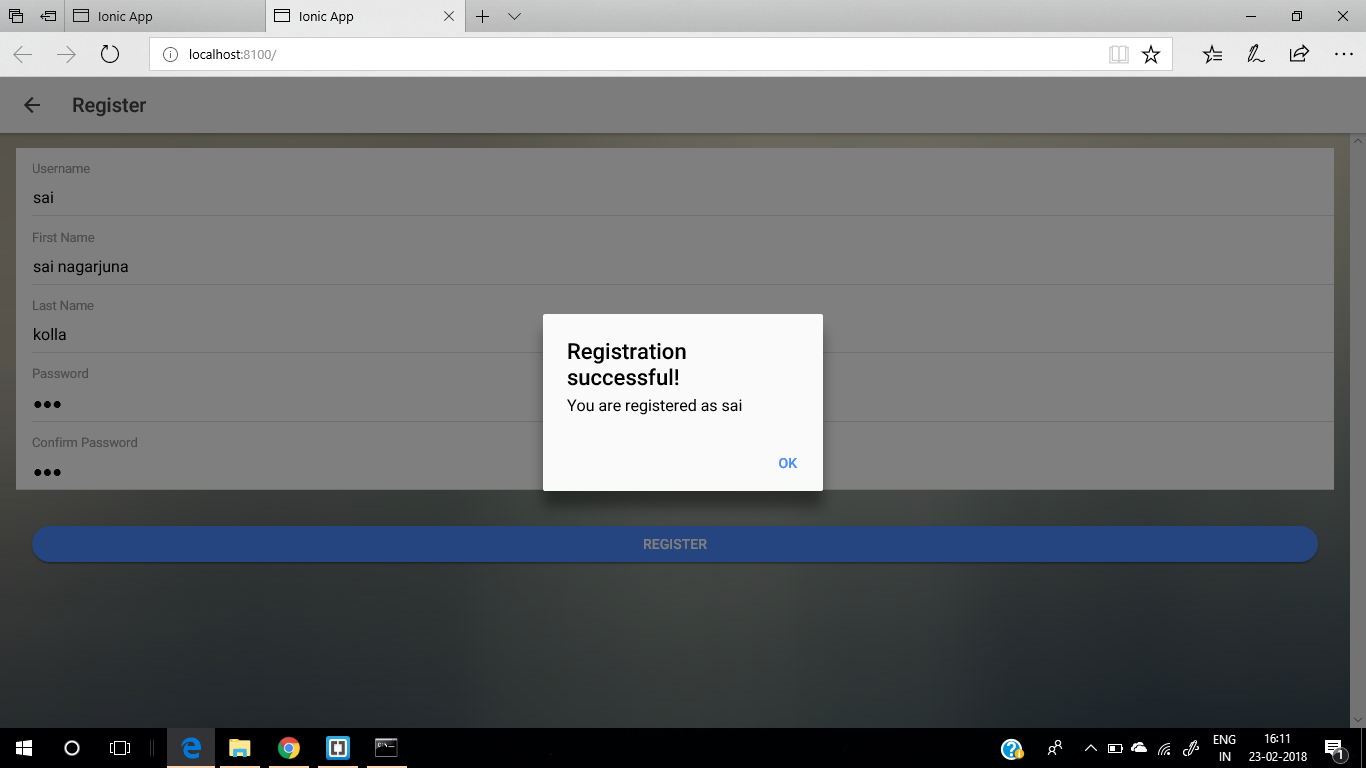 Ionic App
Ionic App
localhost:8100/
Register
Username
sai
First Name
sai nagarjuna
Last Name
kolla
Password
Confirm Password
Registration
successful!
You are registered as sai
OK
REGISTER
ENG
IN
16:11
23-02-2018
1